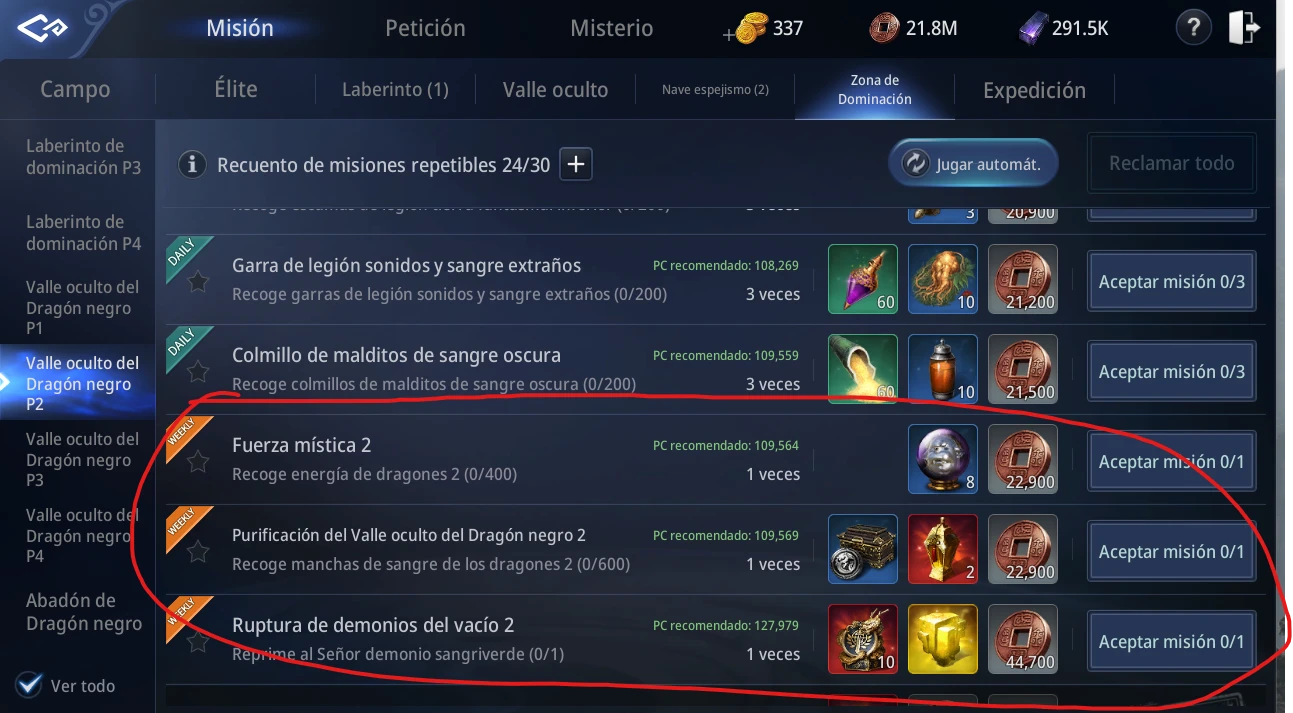 Misión Petición Misterio 337 21.8M 291.5K ?
Campo Élite Laberinto (1) Valle oculto Nave espejismo (2) Zona de Dominación Expedición
Laberinto de
dominación P3
Laberinto de
dominación P4
Valle oculto del
Dragón negro
P1
Valle oculto del
Dragón negro
P2
Valle oculto del
Dragón negro
P3
Valle oculto del
Dragón negro
P4
Abadón de
Dragón negro
Ver todo
Recuento de misiones repetibles 24/30 +
Jugar automát.
Reclamar todo
3 20,900
DAILY
Garra de legión sonidos y sangre extraños PC recomendado: 108,269
Recoge garras de legión sonidos y sangre extraños (0/200) 3 veces
60 10 21,200
Aceptar misión 0/3
DAILY
Colmillo de malditos de sangre oscura PC recomendado: 109,559
Recoge colmillos de malditos de sangre oscura (0/200) 3 veces
60 10 21,500
Aceptar misión 0/3
WEEKLY
Fuerza mística 2 PC recomendado: 109,564
Recoge energía de dragones 2 (0/400) 1 veces
8 22,900
Aceptar misión 0/1
WEEKLY
Purificación del Valle oculto del Dragón negro 2 PC recomendado: 109,569
Recoge manchas de sangre de los dragones 2 (0/600) 1 veces
2 22,900
Aceptar misión 0/1
WEEKLY
Ruptura de demonios del vacío 2 PC recomendado: 127,979
Reprime al Señor demonio sangriverde (0/1) 1 veces
10 44,700
Aceptar misión 0/1